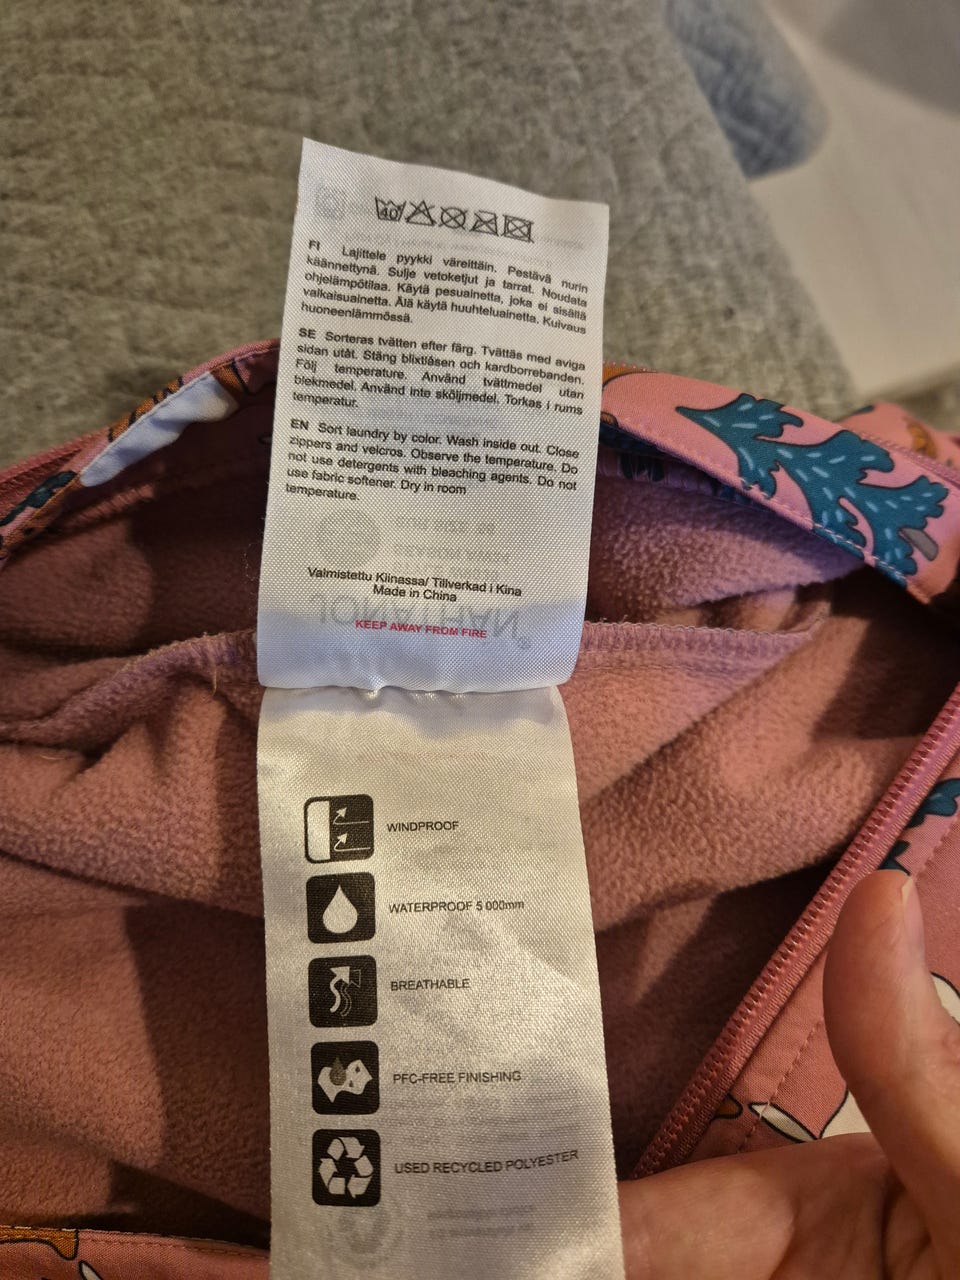 40
FI Lajittele pyykki väreittäin. Pestävä nurin
käännettynä. Sulje vetoketjut ja tarrat. Noudata
ohjelämpötilaa. Käytä pesuainetta, joka ei sisällä
valkaisuainetta. Älä käytä huuhteluainetta. Kuivaus
huoneenlämmössä.
SE Sorteras tvätten efter färg. Tvättäs med aviga
sidan utåt. Stäng blixtlåsen och kardborrebanden.
Följ temperature. Använd tvättmedel utan
blekmedel. Använd inte sköljmedel. Torkas i rums
temperatur.
EN Sort laundry by color. Wash inside out. Close
zippers and velcros. Observe the temperature. Do
not use detergents with bleaching agents. Do not
use fabric softener. Dry in room
temperature.
Valmistettu Kiinassa/ Tillverkad i Kina
Made in China
JONATHAN
KEEP AWAY FROM FIRE
WINDPROOF
WATERPROOF 5 000mm
BREATHABLE
PFC-FREE FINISHING
USED RECYCLED POLYESTER